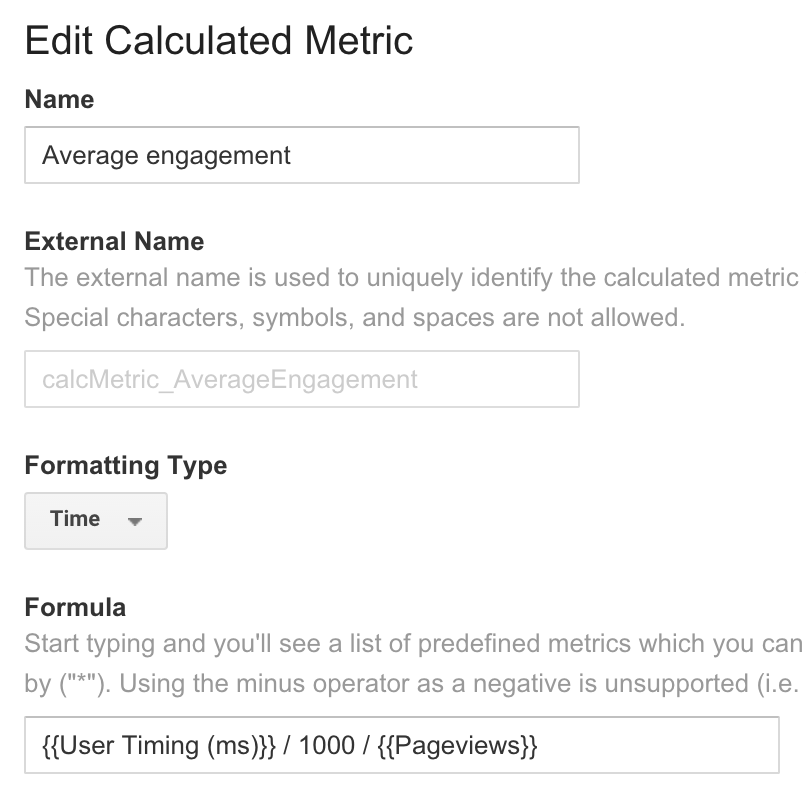 Edit Calculated Metric
Name
Average engagement
External Name
The external name is used to uniquely identify the calculated metric
Special characters, symbols, and spaces are not allowed.
calcMetric_AverageEngagement
Formatting Type
Time
Formula
Start typing and you'll see a list of predefined metrics which you can
by ("*"). Using the minus operator as a negative is unsupported (i.e.
{{User Timing (ms)}} / 1000 / {{Pageviews}}